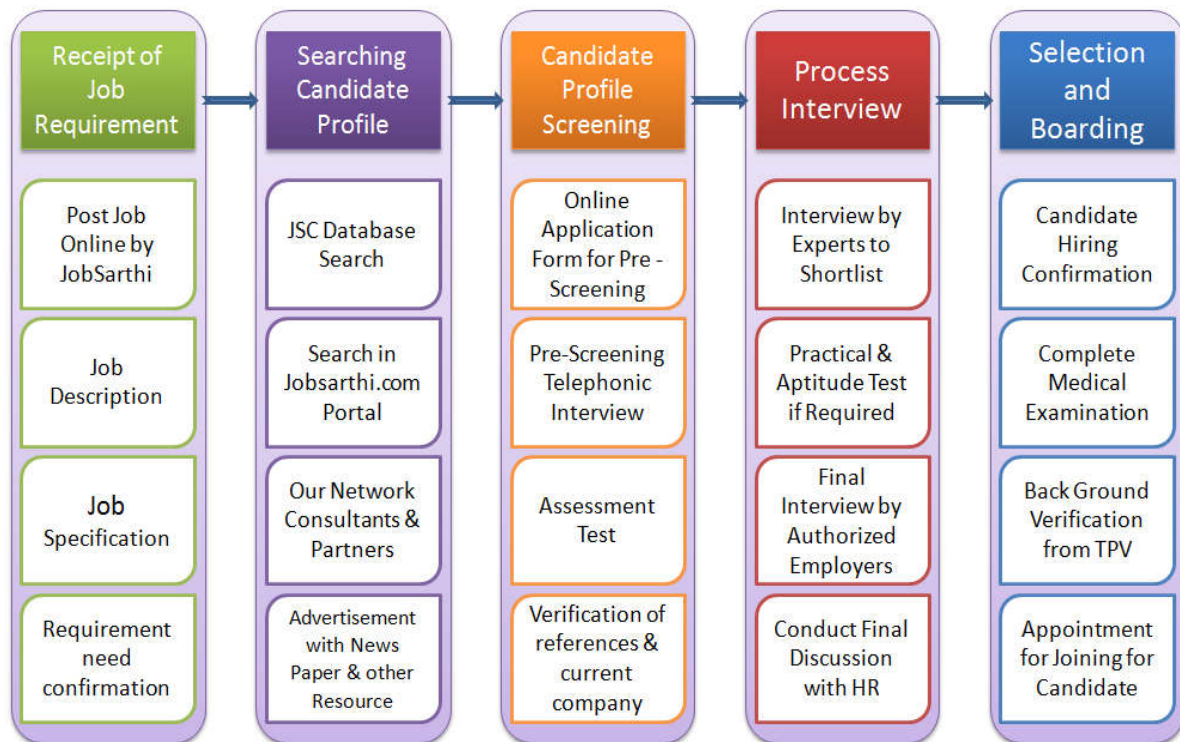 Receipt of
Job
Requirement
Post Job
Online by
JobSarthi
Job
Description
Job
Specification
Requirement
need
confirmation
Searching
Candidate
Profile
JSC Database
Search
Search in
Jobsarthi.com
Portal
Our Network
Consultants &
Partners
Advertisement
with News
Paper & other
Resource
Candidate
Profile
Screening
Online
Application
Form for Pre -
Screening
Pre-Screening
Telephonic
Interview
Assessment
Test
Verification of
references &
current
company
Process
Interview
Interview by
Experts to
Shortlist
Practical &
Aptitude Test
if Required
Final
Interview by
Authorized
Employers
Conduct Final
Discussion
with HR
Selection
and
Boarding
Candidate
Hiring
Confirmation
Complete
Medical
Examination
Back Ground
Verification
from TPV
Appointment
for Joining for
Candidate